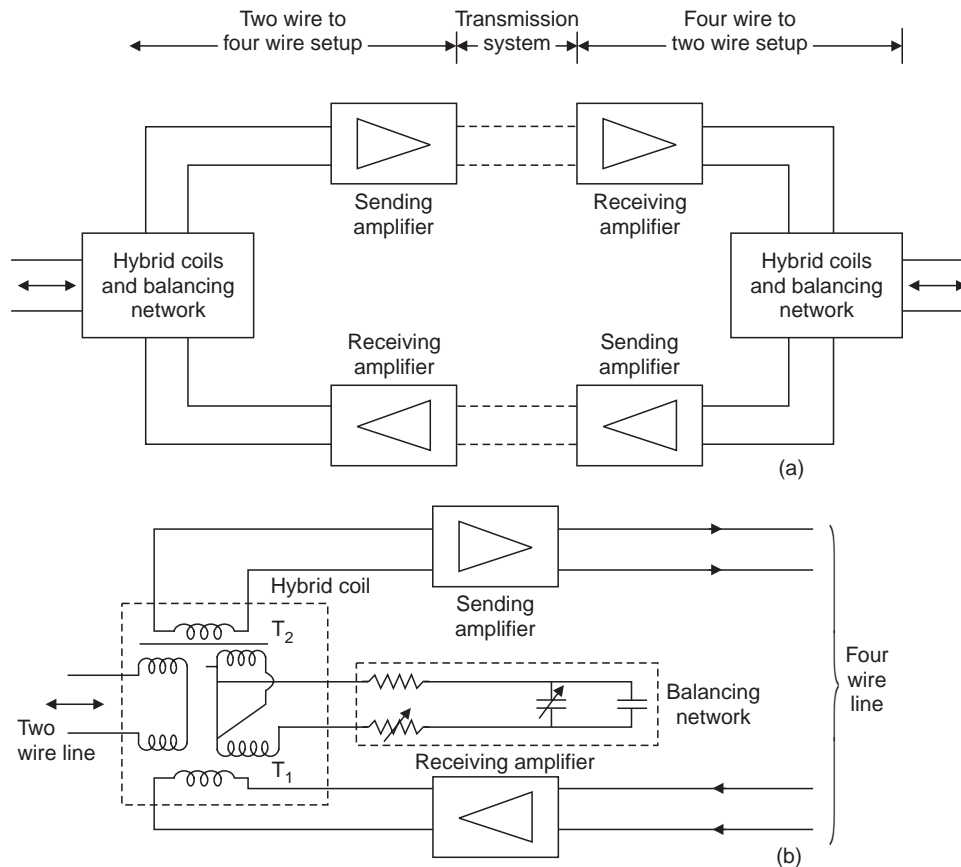 Two wire to
four wire setup
Transmission
system
Four wire to
two wire setup
Sending
amplifier
Receiving
amplifier
Hybrid coils
and balancing
network
Hybrid coils
and balancing
network
Receiving
amplifier
Sending
amplifier
(a)
Hybrid coil
Sending
amplifier
T2
Two
wire line
Balancing
network
Four
wire
line
T1
Receiving amplifier
(b)